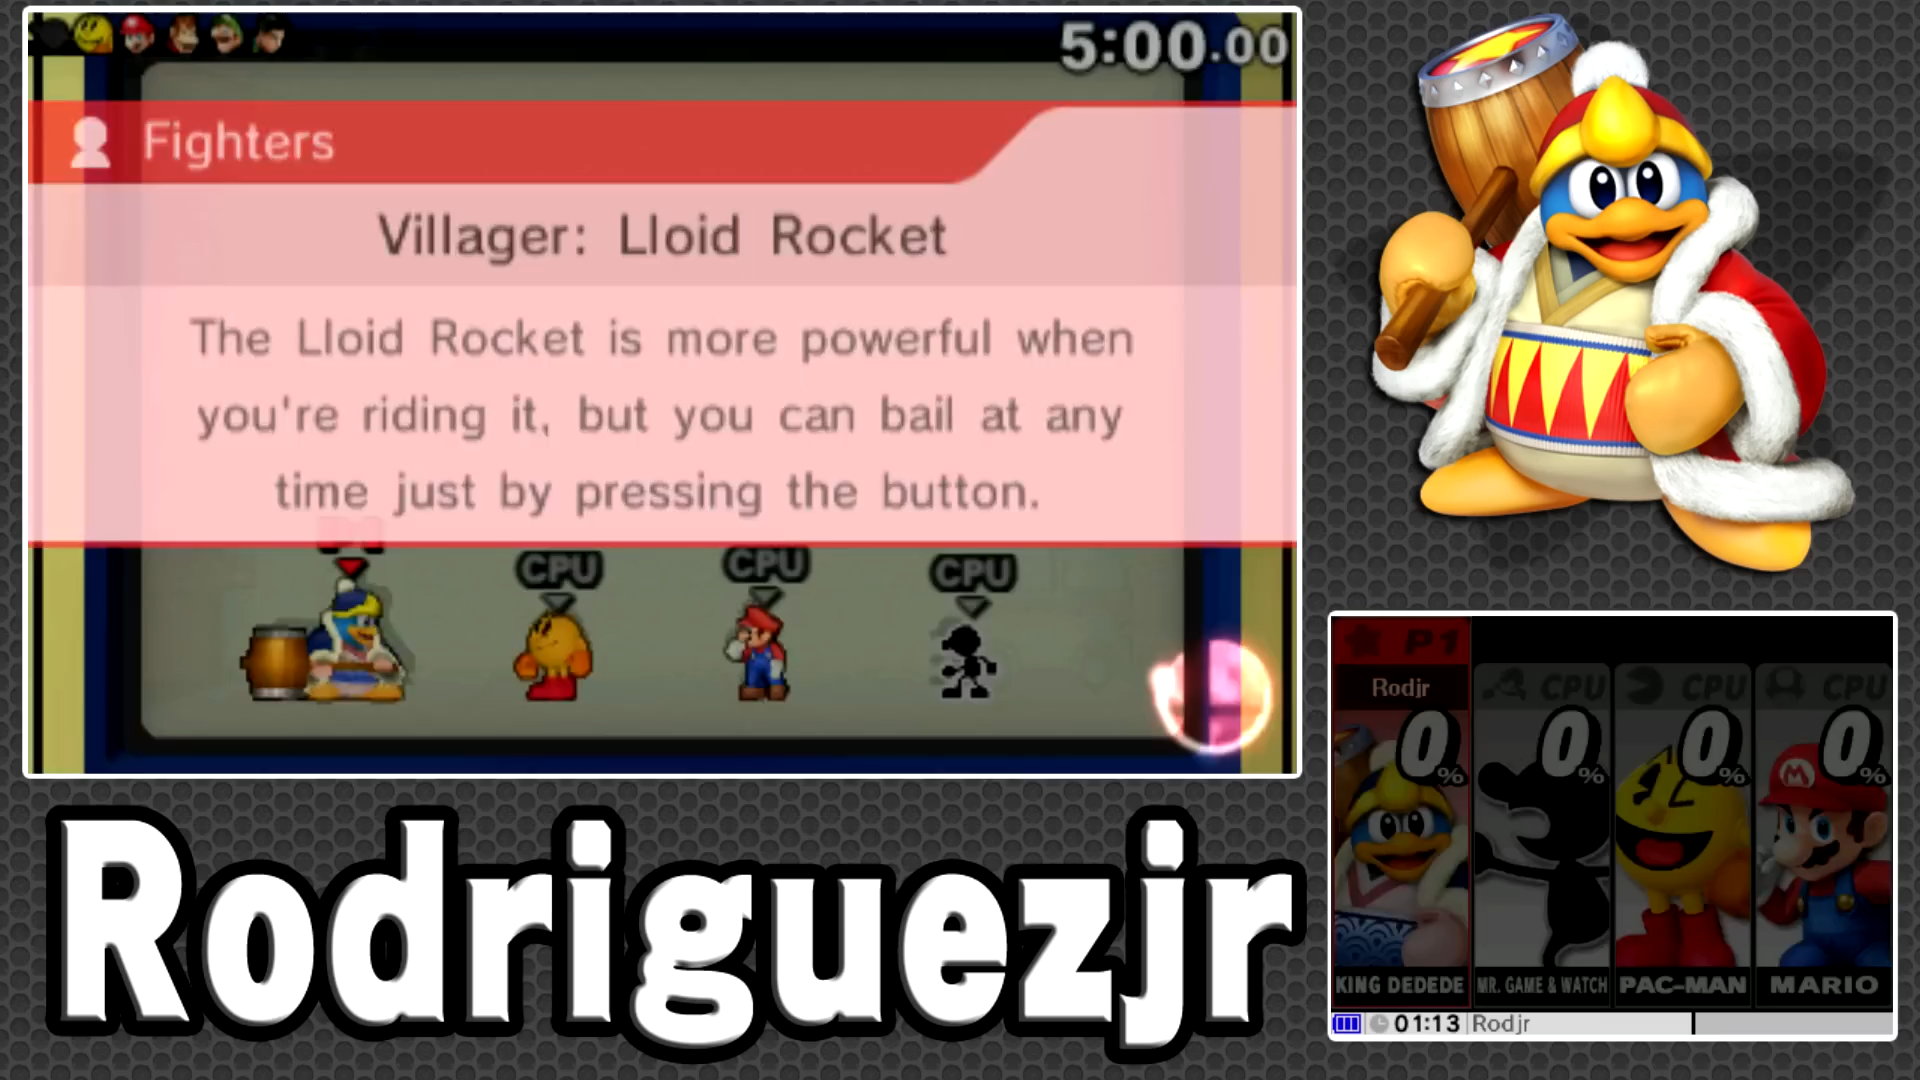 5:00.00
Fighters
Villager: Lloid Rocket
The Lloid Rocket is more powerful when
you're riding it, but you can bail at any
time just by pressing the button.
CPU
CPU
CPU
P1
Rodjr
CPU
CPU
CPU
0%
0%
0%
0%
M
KING DEDEDE
MR. GAME & WATCH
PAC-MAN
MARIO
01:13 Rodjr
Rodriguezjr